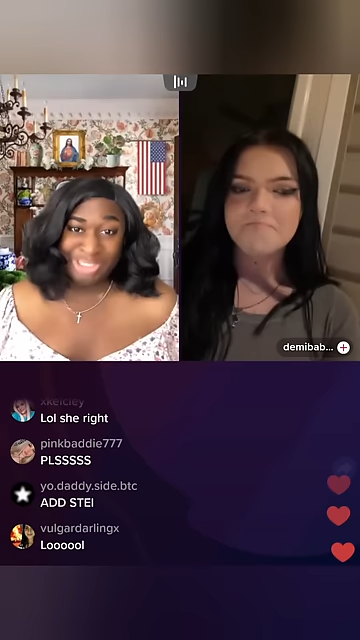 demibab...
xkelcley
Lol she right
pinkbaddie777
PLSSSSS
yo.daddy.side.btc
ADD STEI
vulgardarlingx
Loooool